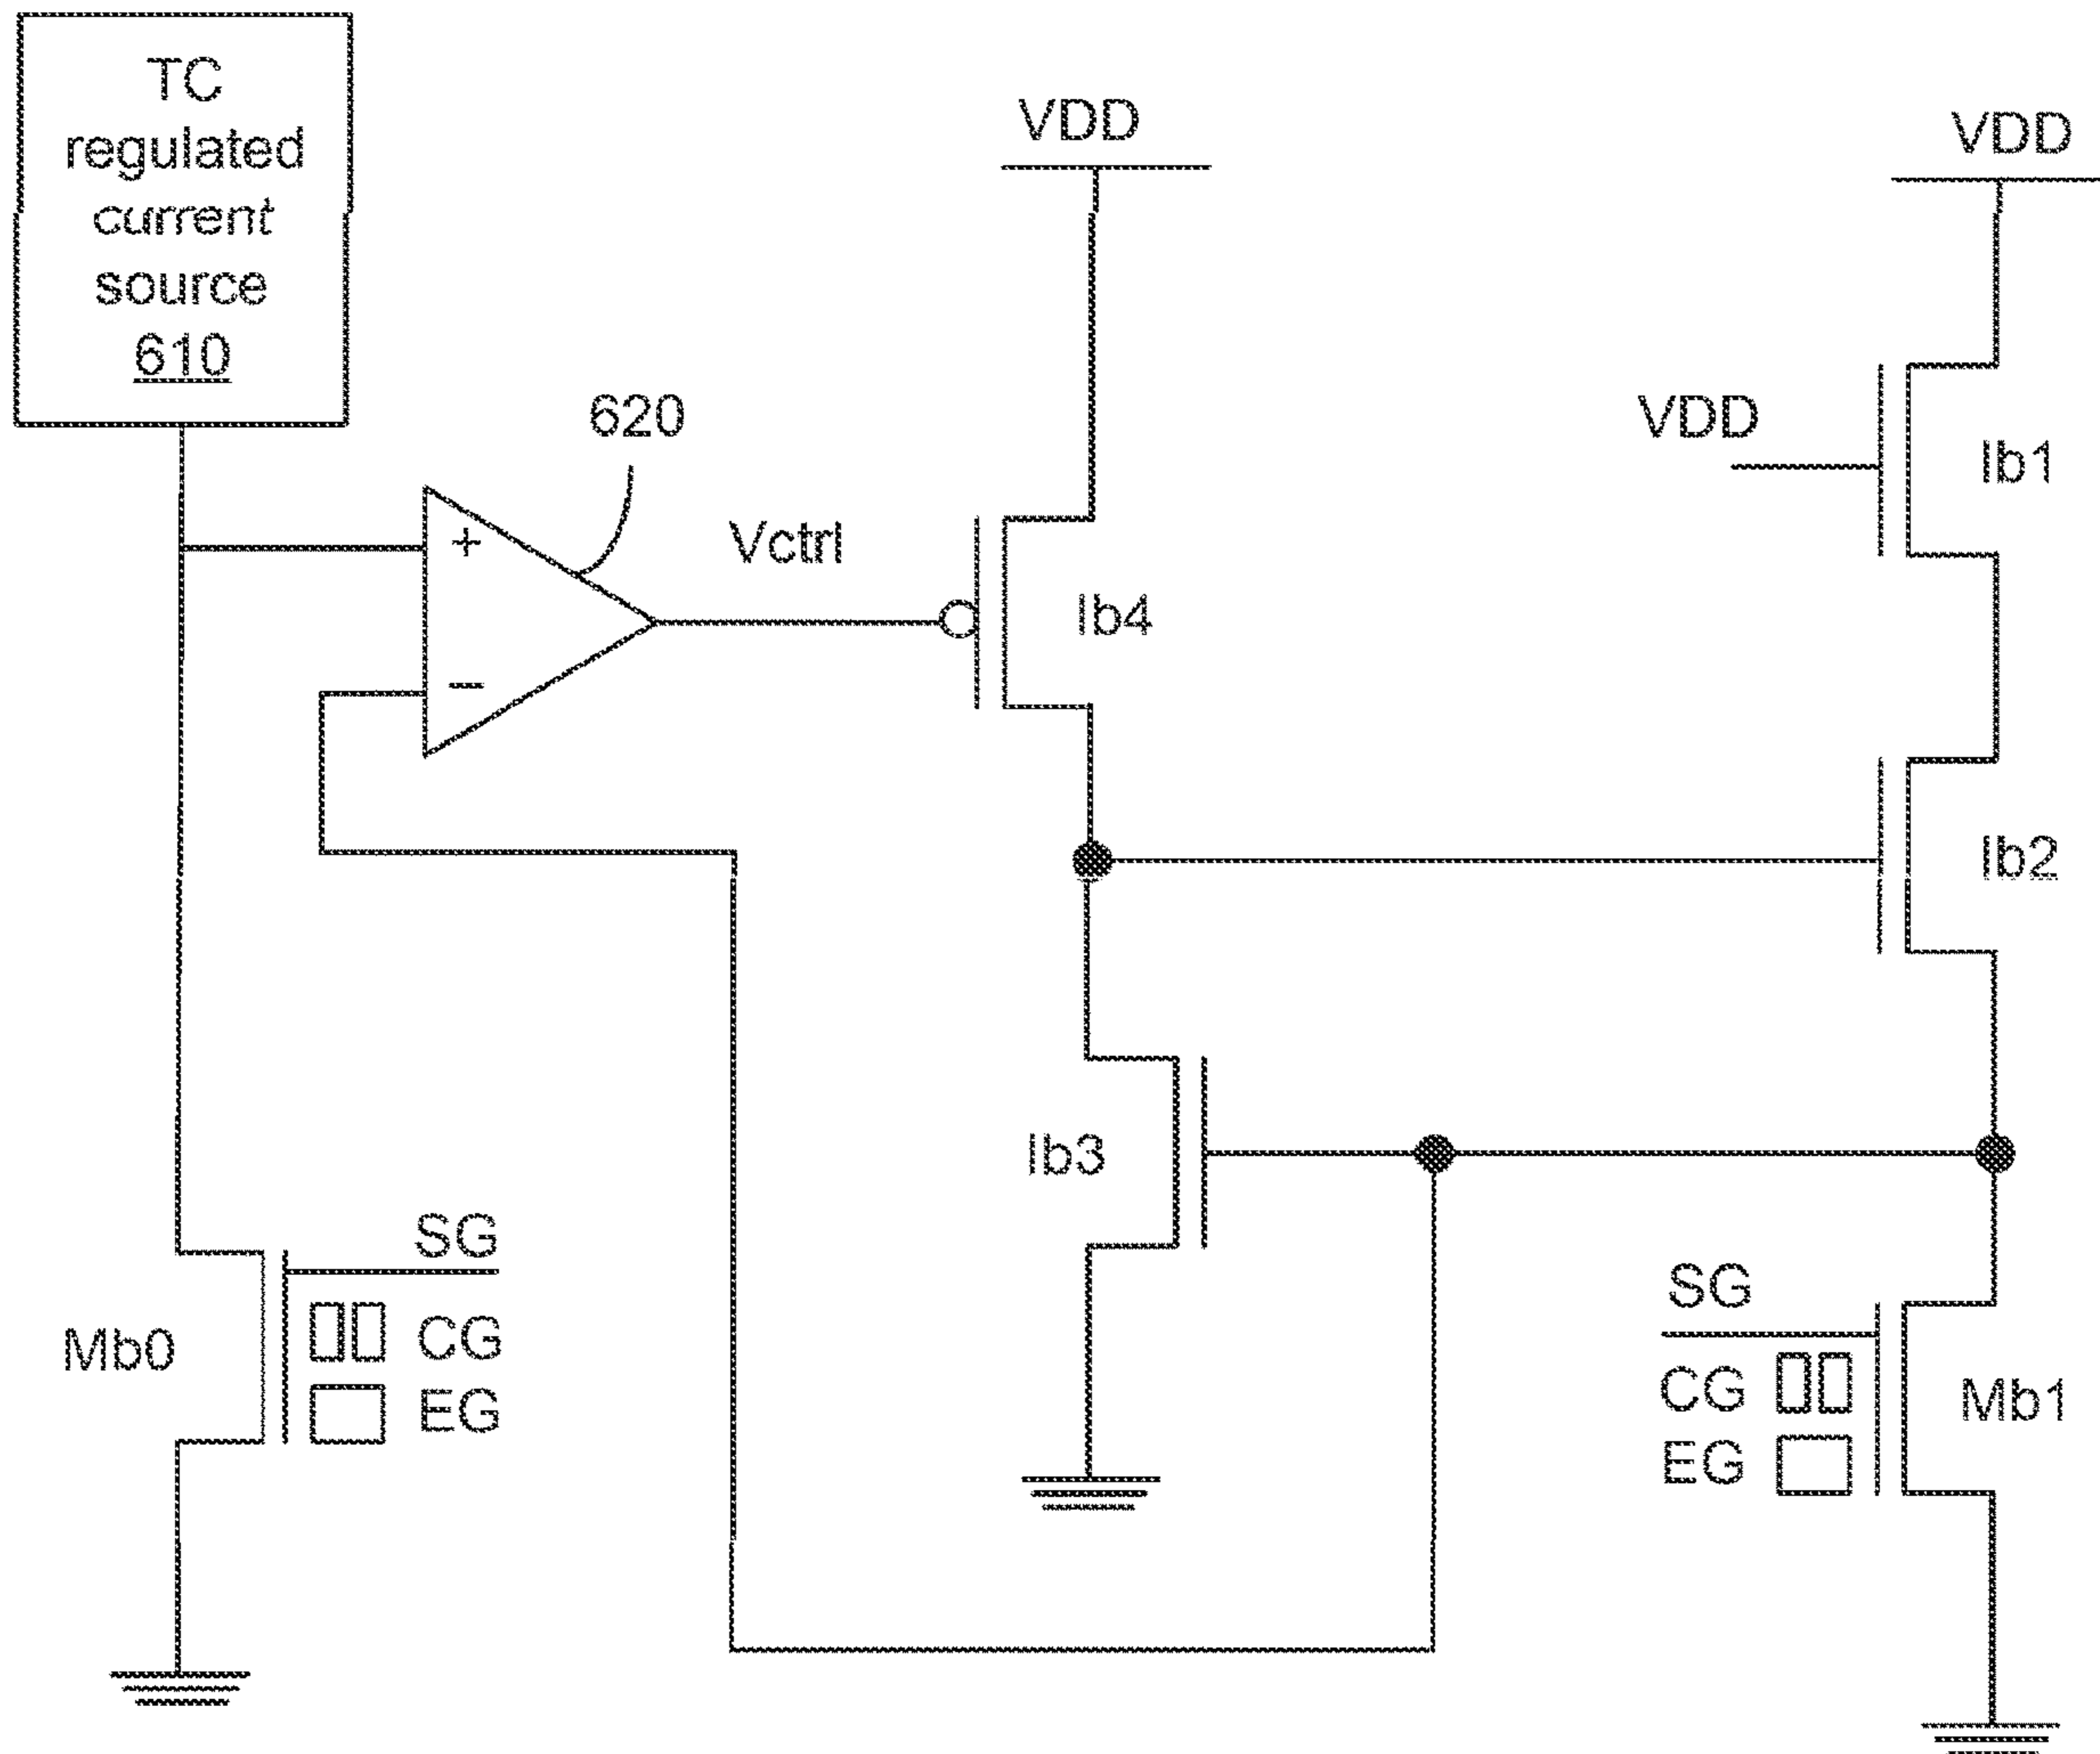 TC
regulated
current
source
610
VDD
VDD
620
VDD
Ib1
+
Vctrl
Ib4
−
Ib2
Ib3
SG
CG
EG
Mb0
SG
CG
EG
Mb1